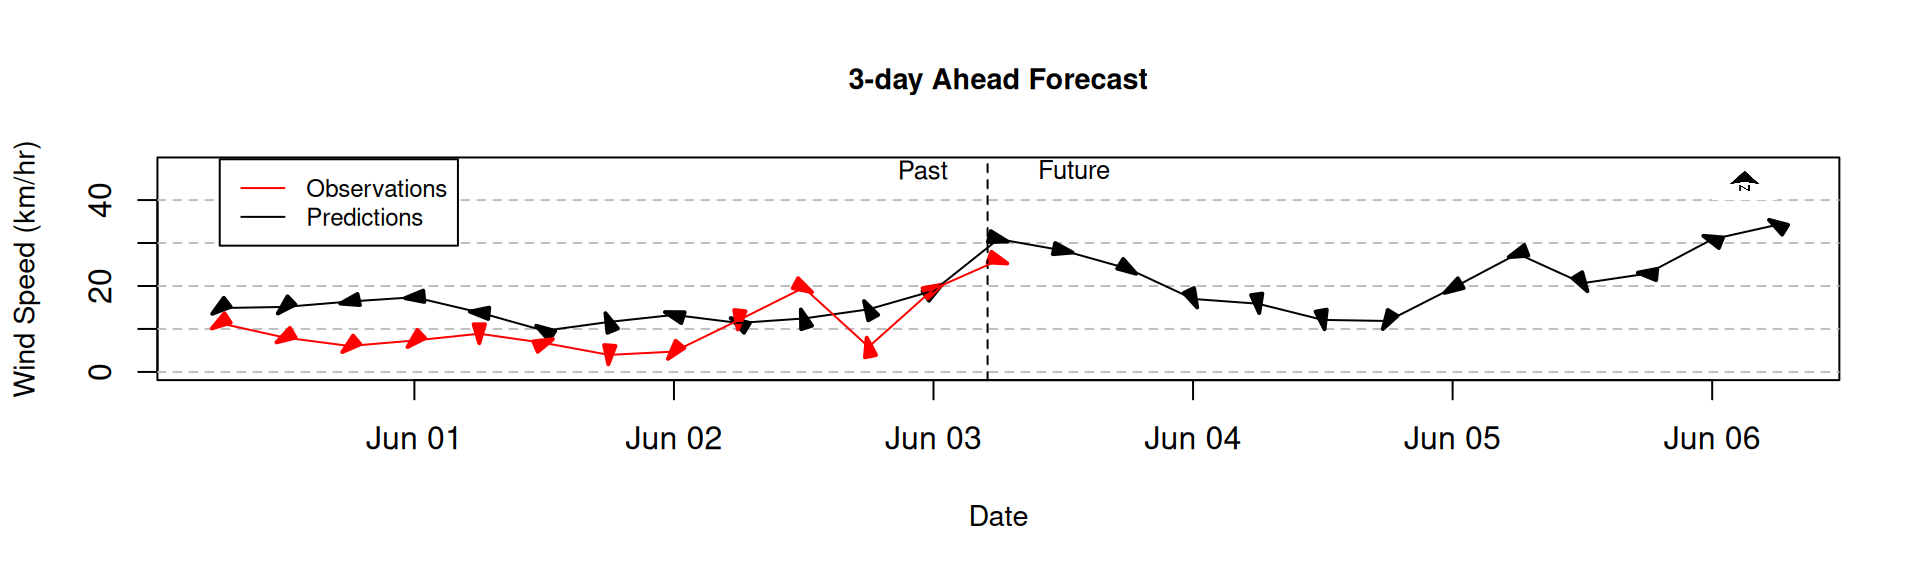 3-day Ahead Forecast
Wind Speed (km/hr)
Past
Future
Observations
Predictions
N
40
20
0
Jun 01
Jun 02
Jun 03
Jun 04
Jun 05
Jun 06
Date